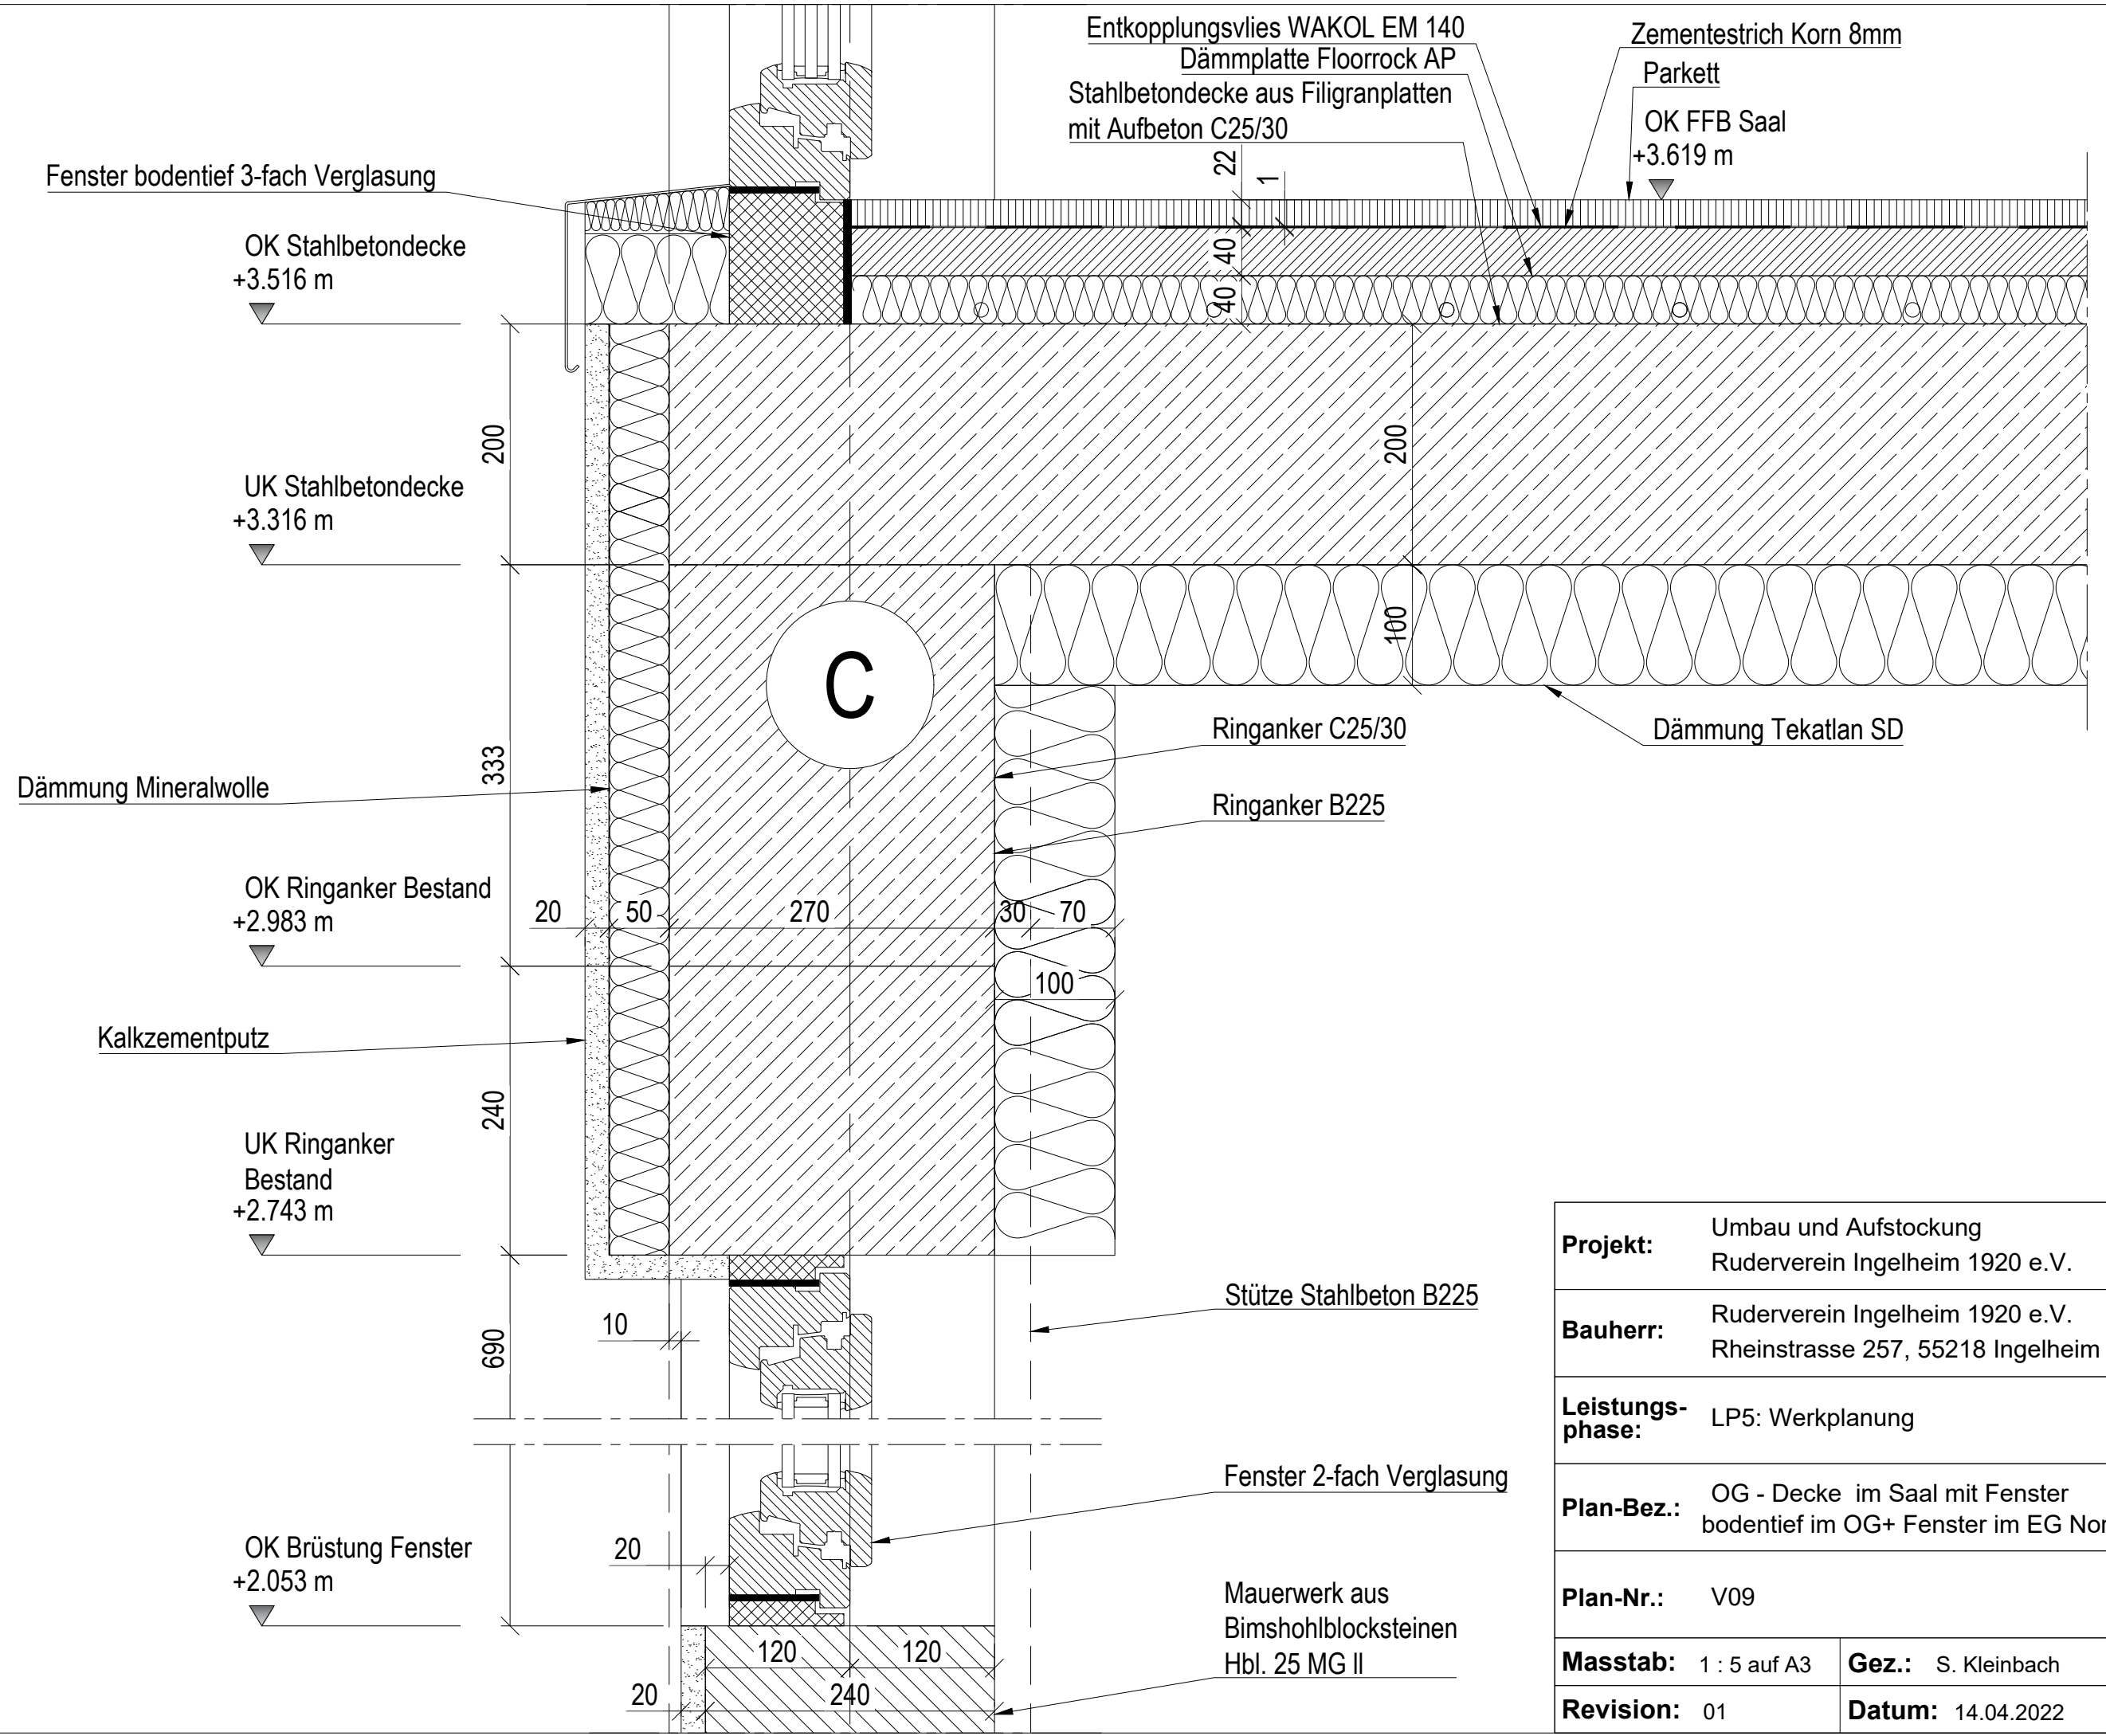 Entkopplungsvlies WAKOL EM 140
Dämmplatte Floorrock AP
Stahlbetondecke aus Filigranplatten
mit Aufbeton C25/30
Zementestrich Korn 8mm
Parkett
OK FFB Saal
+3.619 m
22
1
40
40
Fenster bodentief 3-fach Verglasung
OK Stahlbetondecke
+3.516 m
200
200
UK Stahlbetondecke
+3.316 m
100
C
Ringanker C25/30
Dämmung Tekatlan SD
333
Dämmung Mineralwolle
Ringanker B225
OK Ringanker Bestand
+2.983 m
20
50
270
30
70
100
Kalkzementputz
240
UK Ringanker
Bestand
+2.743 m
Stütze Stahlbeton B225
10
690
Fenster 2-fach Verglasung
OK Brüstung Fenster
+2.053 m
20
Mauerwerk aus
Bimshohlblocksteinen
Hbl. 25 MG II
120
120
20
240
Projekt: Umbau und Aufstockung
Ruderverein Ingelheim 1920 e.V.
Bauherr: Ruderverein Ingelheim 1920 e.V.
Rheinstrasse 257, 55218 Ingelheim
Leistungs-
phase: LP5: Werkplanung
Plan-Bez.: OG - Decke im Saal mit Fenster
bodentief im OG+ Fenster im EG
Plan-Nr.: V09
Masstab: 1 : 5 auf A3 Gez.: S. Kleinbach
Revision: 01 Datum: 14.04.2022